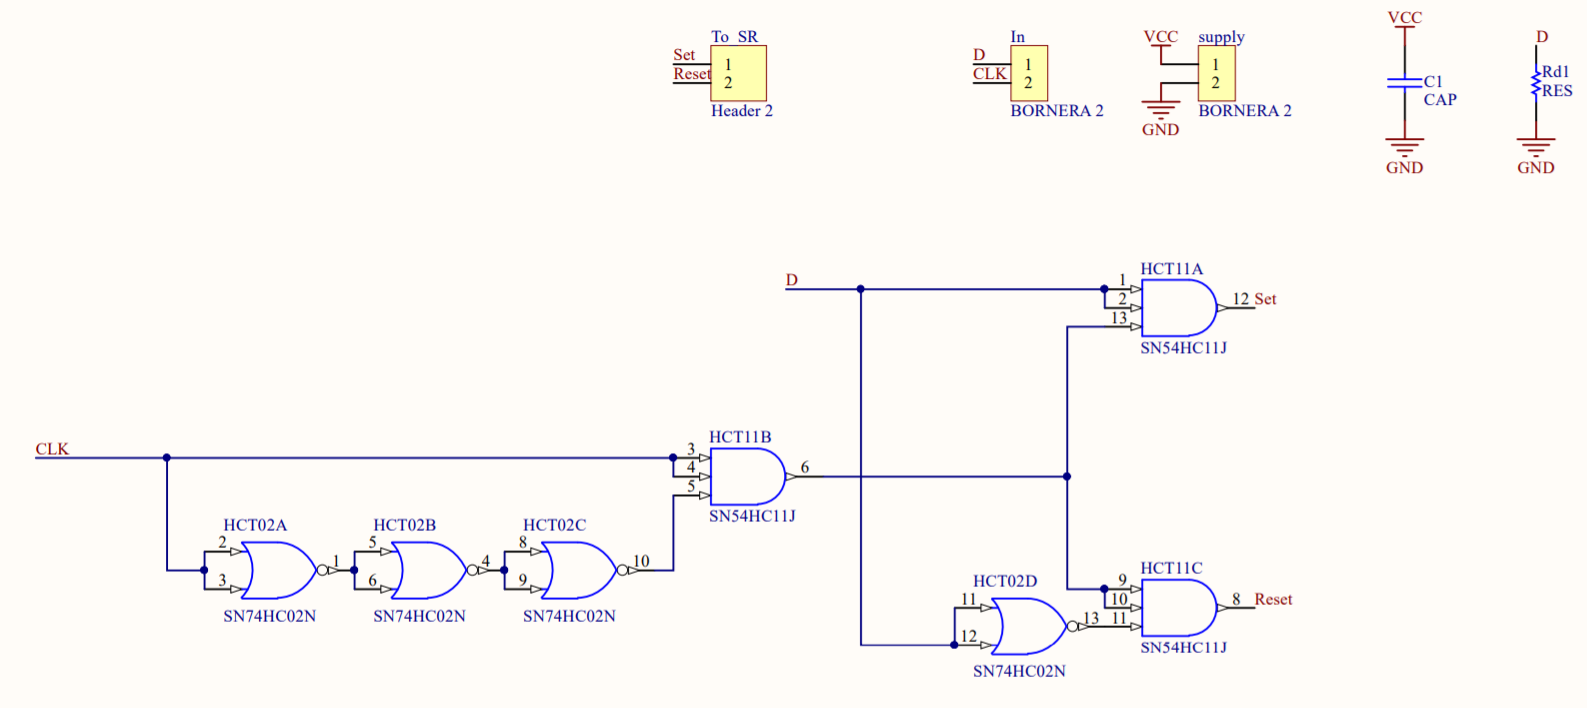 To SR
Set
1
Reset
2
Header 2
In
D
1
CLK
2
BORNERA 2
VCC
supply
1
2
GND
BORNERA 2
VCC
C1
CAP
GND
D
Rd1
RES
GND
D
HCT11A
1
2
13
12 Set
SN54HC11J
CLK
HCT11B
3
4
5
6
SN54HC11J
HCT02A
2
3
1
SN74HC02N
HCT02B
5
6
4
SN74HC02N
HCT02C
8
9
10
SN74HC02N
HCT02D
11
12
13
SN74HC02N
HCT11C
9
10
11
8 Reset
SN54HC11J